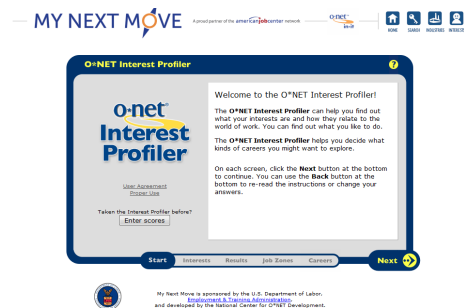 MY NEXT MOVE
A proud partner of the americanjobcenter network
o·net
in-it
HOME SEARCH INDUSTRIES INTERESTS
O*NET Interest Profiler
?
o·net
Interest
Profiler
User Agreement
Proper Use
Taken the Interest Profiler before?
Enter scores
Welcome to the O*NET Interest Profiler!
The O*NET Interest Profiler can help you find out
what your interests are and how they relate to the
world of work. You can find out what you like to do.
The O*NET Interest Profiler helps you decide what
kinds of careers you might want to explore.
On each screen, click the Next button at the bottom
to continue. You can use the Back button at the
bottom to re-read the instructions or change your
answers.
Start Interests Results Job Zones Careers Next
My Next Move is sponsored by the U.S. Department of Labor,
Employment & Training Administration,
and developed by the National Center for O*NET Development.